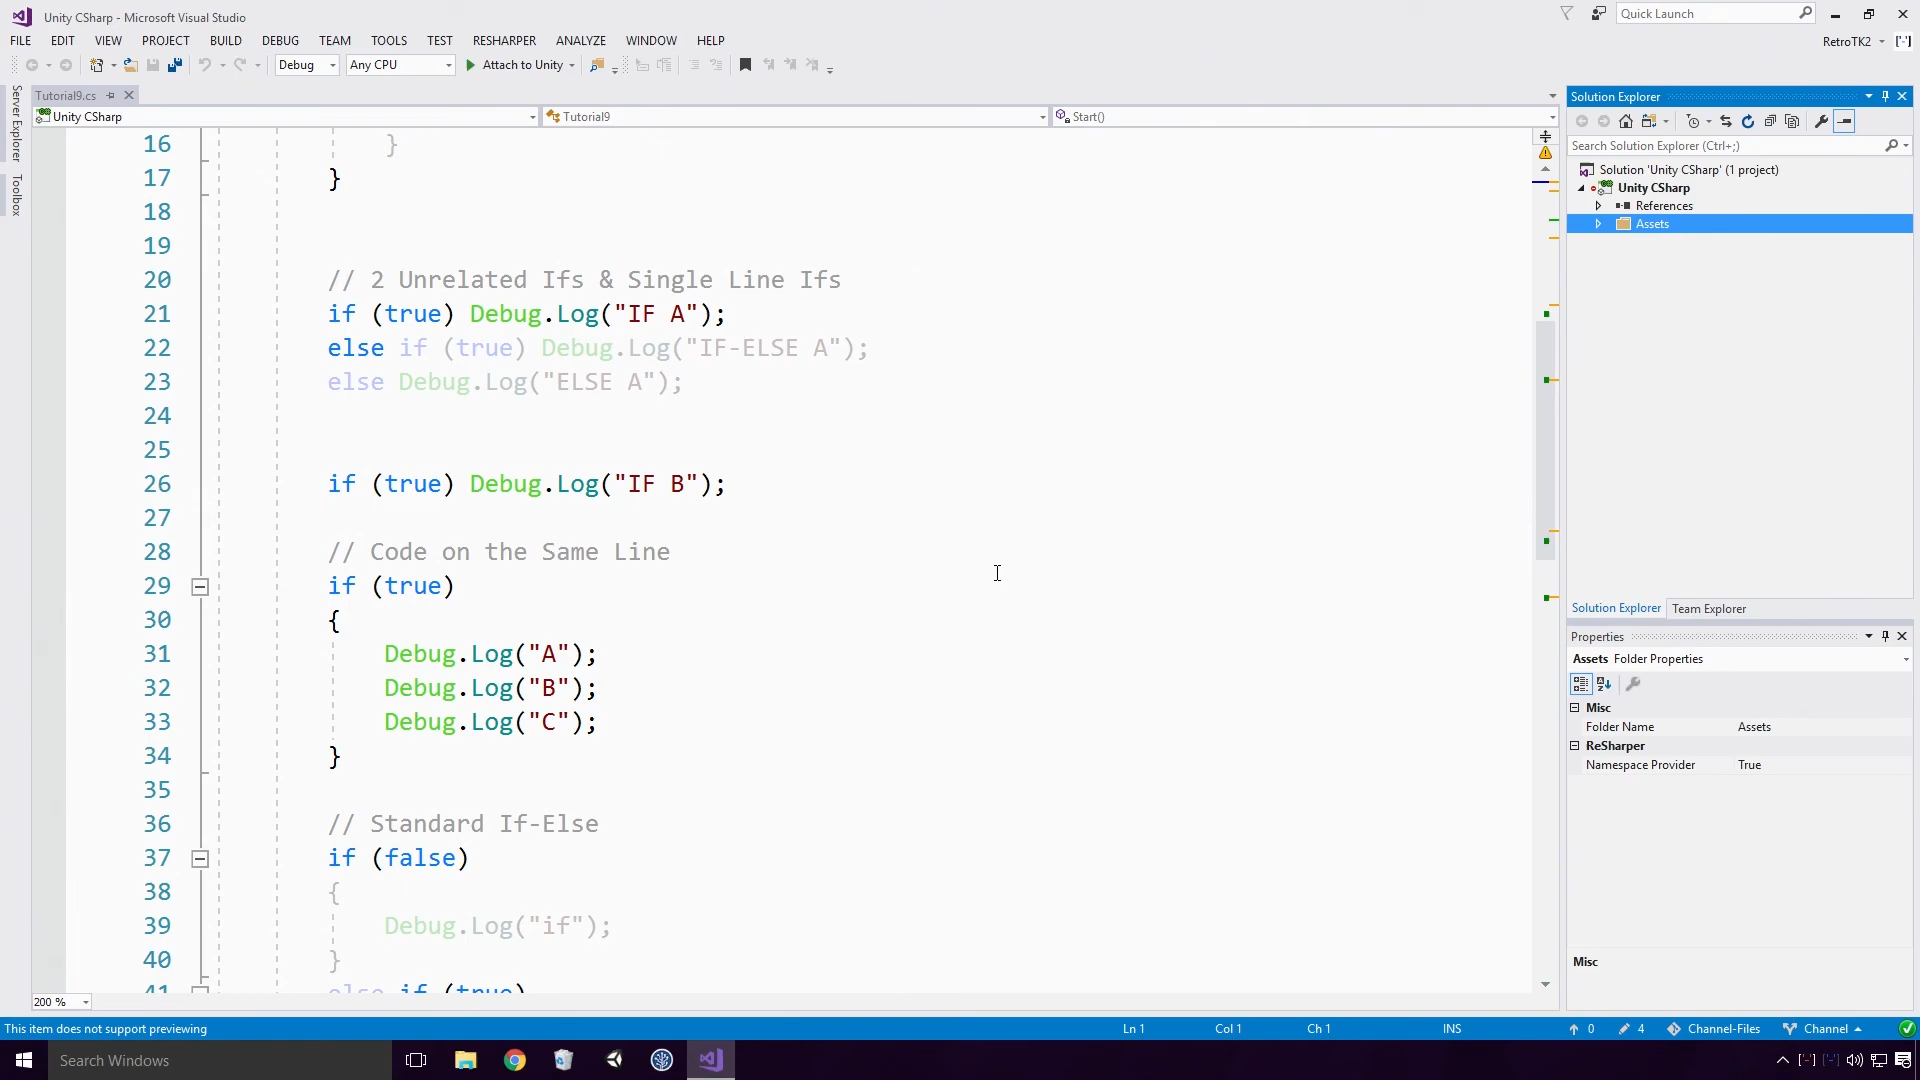 Unity CSharp - Microsoft Visual Studio
Quick Launch
FILE EDIT VIEW PROJECT BUILD DEBUG TEAM TOOLS TEST RESHARPER ANALYZE WINDOW HELP
RetroTK2
Debug Any CPU Attach to Unity
Server Explorer
Toolbox
Tutorial9.cs
Unity CSharp Tutorial9 Start()
16 }
17 }
18
19
20 // 2 Unrelated Ifs & Single Line Ifs
21 if (true) Debug.Log("IF A");
22 else if (true) Debug.Log("IF-ELSE A");
23 else Debug.Log("ELSE A");
24
25
26 if (true) Debug.Log("IF B");
27
28 // Code on the Same Line
29 if (true)
30 {
31 Debug.Log("A");
32 Debug.Log("B");
33 Debug.Log("C");
34 }
35
36 // Standard If-Else
37 if (false)
38 {
39 Debug.Log("if");
40 }
41 else if (true)
200 %
Solution Explorer
Search Solution Explorer (Ctrl+;)
Solution 'Unity CSharp' (1 project)
Unity CSharp
References
Assets
Solution Explorer Team Explorer
Properties
Assets Folder Properties
Misc
Folder Name Assets
ReSharper
Namespace Provider True
Misc
This item does not support previewing Ln 1 Col 1 Ch 1 INS 0 4 Channel-Files Channel
Search Windows